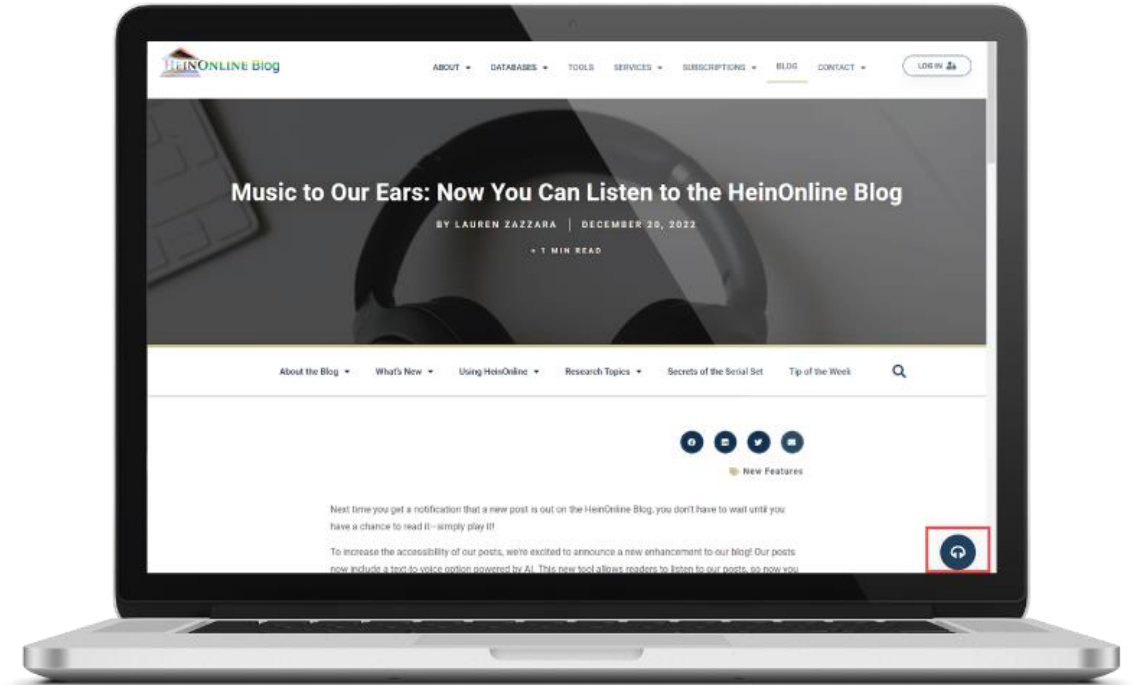 HEINONLINE Blog
ABOUT DATABASES TOOLS SERVICES SUBSCRIPTIONS BLOG CONTACT LOG IN
Music to Our Ears: Now You Can Listen to the HeinOnline Blog
BY LAUREN ZAZZARA | DECEMBER 20, 2022
< 1 MIN READ
About the Blog What's New Using HeinOnline Research Topics Secrets of the Serial Set Tip of the Week
New Features
Next time you get a notification that a new post is out on the HeinOnline Blog, you don't have to wait until you
have a chance to read it—simply play it!
To increase the accessibility of our posts, we're excited to announce a new enhancement to our blog! Our posts
now include a text-to-voice option powered by AI. This new tool allows readers to listen to our posts, so now you